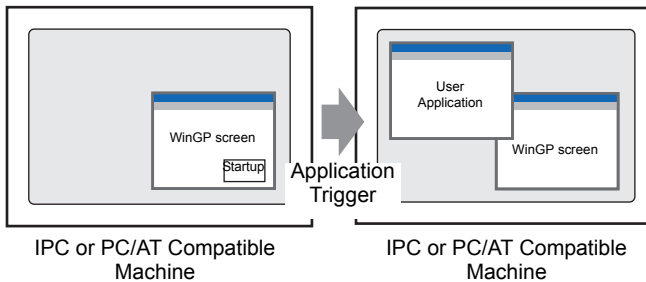 WinGP screen
Startup
Application
Trigger
User
Application
WinGP screen
IPC or PC/AT Compatible
Machine
IPC or PC/AT Compatible
Machine